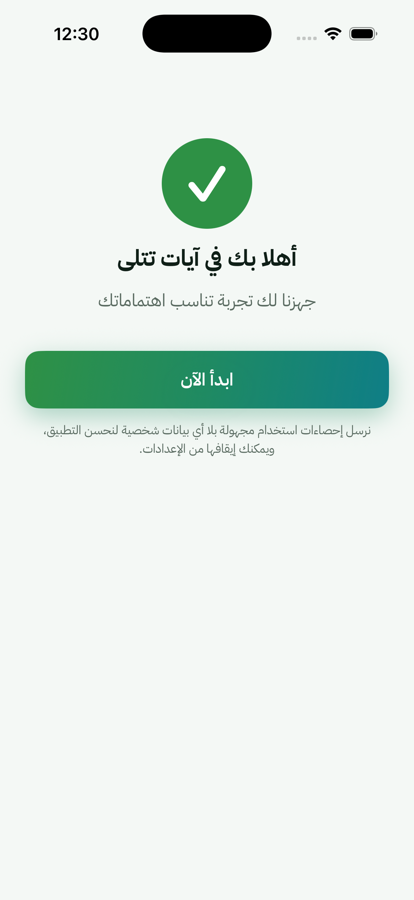 12:30
أهلا بك في آيات تتلى
جهزنا لك تجربة تناسب اهتماماتك
ابدأ الآن
نرسل إحصاءات استخدام مجهولة بلا أي بيانات شخصية لنحسن التطبيق،
ويمكنك إيقافها من الإعدادات.